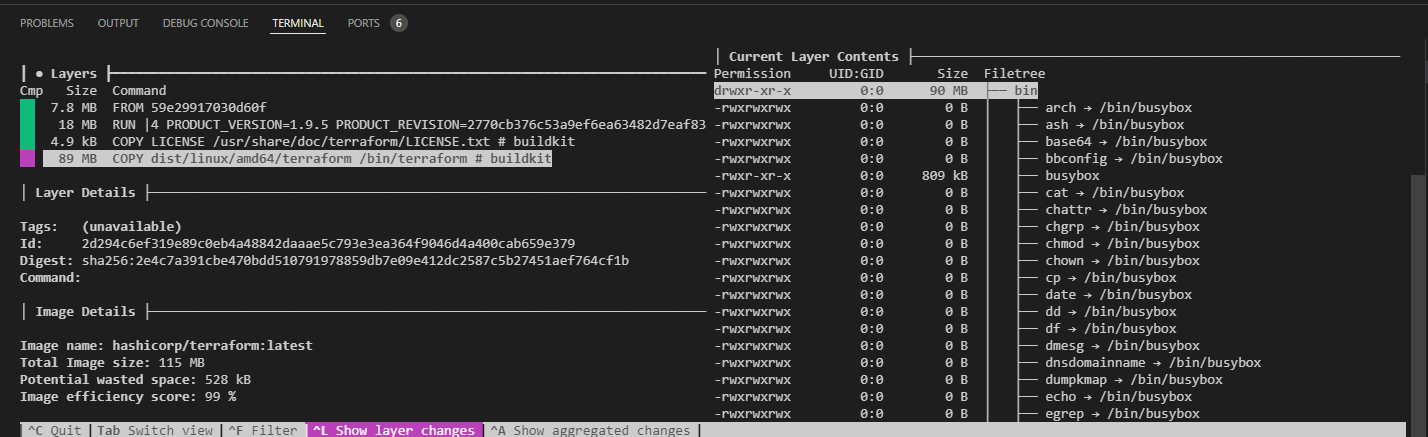 PROBLEMS OUTPUT DEBUG CONSOLE TERMINAL PORTS 6
│ Current Layer Contents ├
┃ ● Layers ┣
Permission UID:GID Size Filetree
Cmp Size Command
drwxr-xr-x 0:0 90 MB ├── bin
7.8 MB FROM 59e29917030d60f
-rwxrwxrwx 0:0 0 B │ ├── arch → /bin/busybox
18 MB RUN |4 PRODUCT_VERSION=1.9.5 PRODUCT_REVISION=2770cb376c53a9ef6ea63482d7eaf83
-rwxrwxrwx 0:0 0 B │ ├── ash → /bin/busybox
4.9 kB COPY LICENSE /usr/share/doc/terraform/LICENSE.txt # buildkit
-rwxrwxrwx 0:0 0 B │ ├── base64 → /bin/busybox
89 MB COPY dist/linux/amd64/terraform /bin/terraform # buildkit
-rwxrwxrwx 0:0 0 B │ ├── bbconfig → /bin/busybox
-rwxr-xr-x 0:0 809 kB │ ├── busybox
│ Layer Details ├
-rwxrwxrwx 0:0 0 B │ ├── cat → /bin/busybox
-rwxrwxrwx 0:0 0 B │ ├── chattr → /bin/busybox
Tags: (unavailable)
-rwxrwxrwx 0:0 0 B │ ├── chgrp → /bin/busybox
Id: 2d294c6ef319e89c0eb4a48842daaae5c793e3ea364f9046d4a400cab659e379
-rwxrwxrwx 0:0 0 B │ ├── chmod → /bin/busybox
Digest: sha256:2e4c7a391cbe470bdd510791978859db7e09e412dc2587c5b27451aef764cf1b
-rwxrwxrwx 0:0 0 B │ ├── chown → /bin/busybox
Command:
-rwxrwxrwx 0:0 0 B │ ├── cp → /bin/busybox
-rwxrwxrwx 0:0 0 B │ ├── date → /bin/busybox
│ Image Details ├
-rwxrwxrwx 0:0 0 B │ ├── dd → /bin/busybox
-rwxrwxrwx 0:0 0 B │ ├── df → /bin/busybox
Image name: hashicorp/terraform:latest
-rwxrwxrwx 0:0 0 B │ ├── dmesg → /bin/busybox
Total Image size: 115 MB
-rwxrwxrwx 0:0 0 B │ ├── dnsdomainname → /bin/busybox
Potential wasted space: 528 kB
-rwxrwxrwx 0:0 0 B │ ├── dumpkmap → /bin/busybox
Image efficiency score: 99 %
-rwxrwxrwx 0:0 0 B │ ├── echo → /bin/busybox
-rwxrwxrwx 0:0 0 B │ ├── egrep → /bin/busybox
^C Quit | Tab Switch view | ^F Filter | ^L Show layer changes | ^A Show aggregated changes |